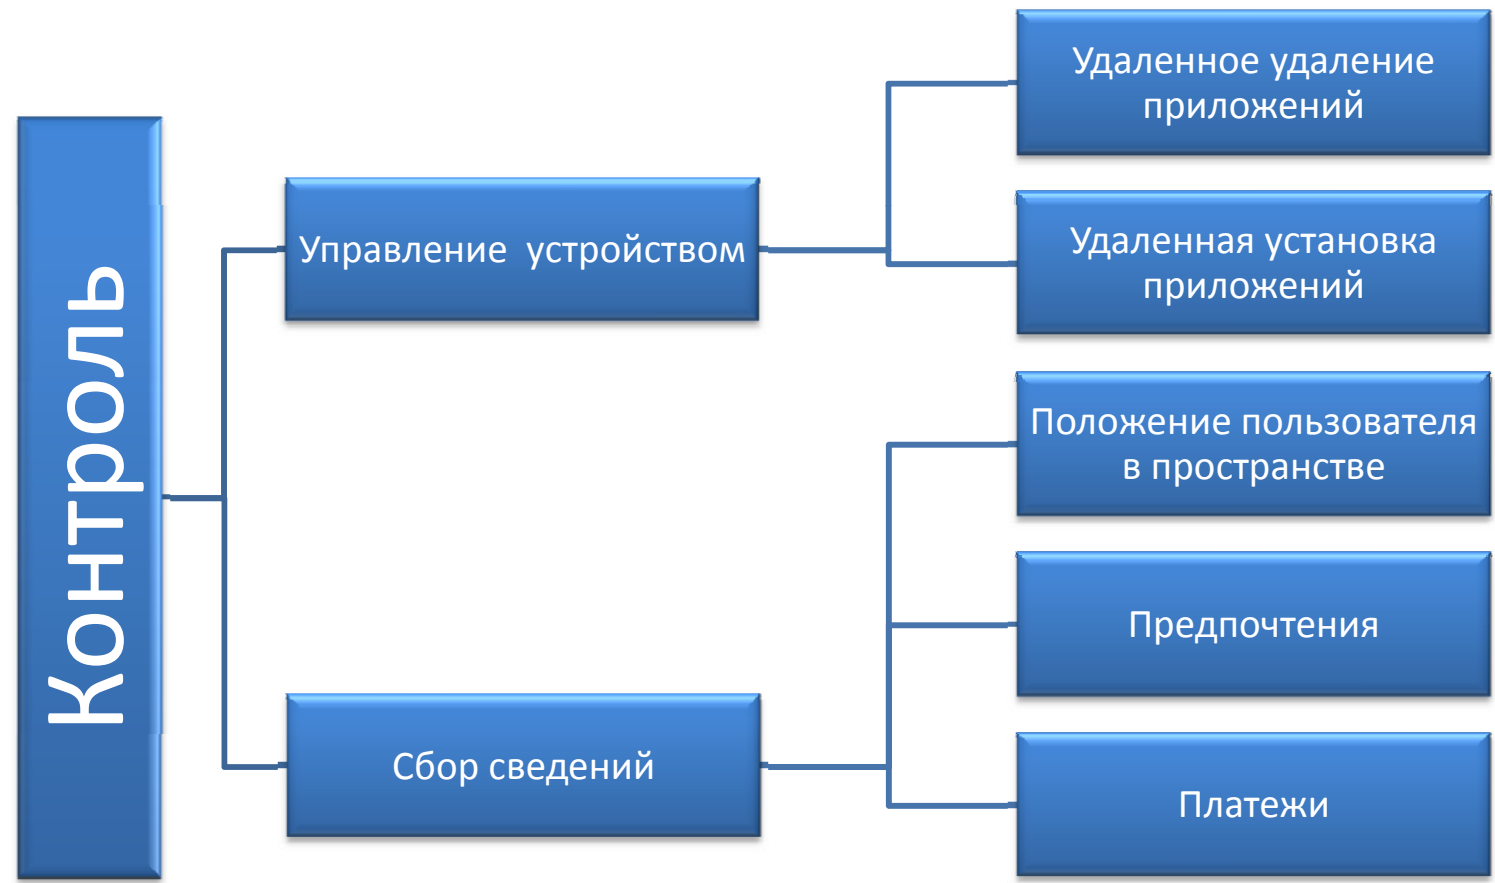 Контроль
Управление устройством
Удаленное удаление
приложений
Удаленная установка
приложений
Сбор сведений
Положение пользователя
в пространстве
Предпочтения
Платежи